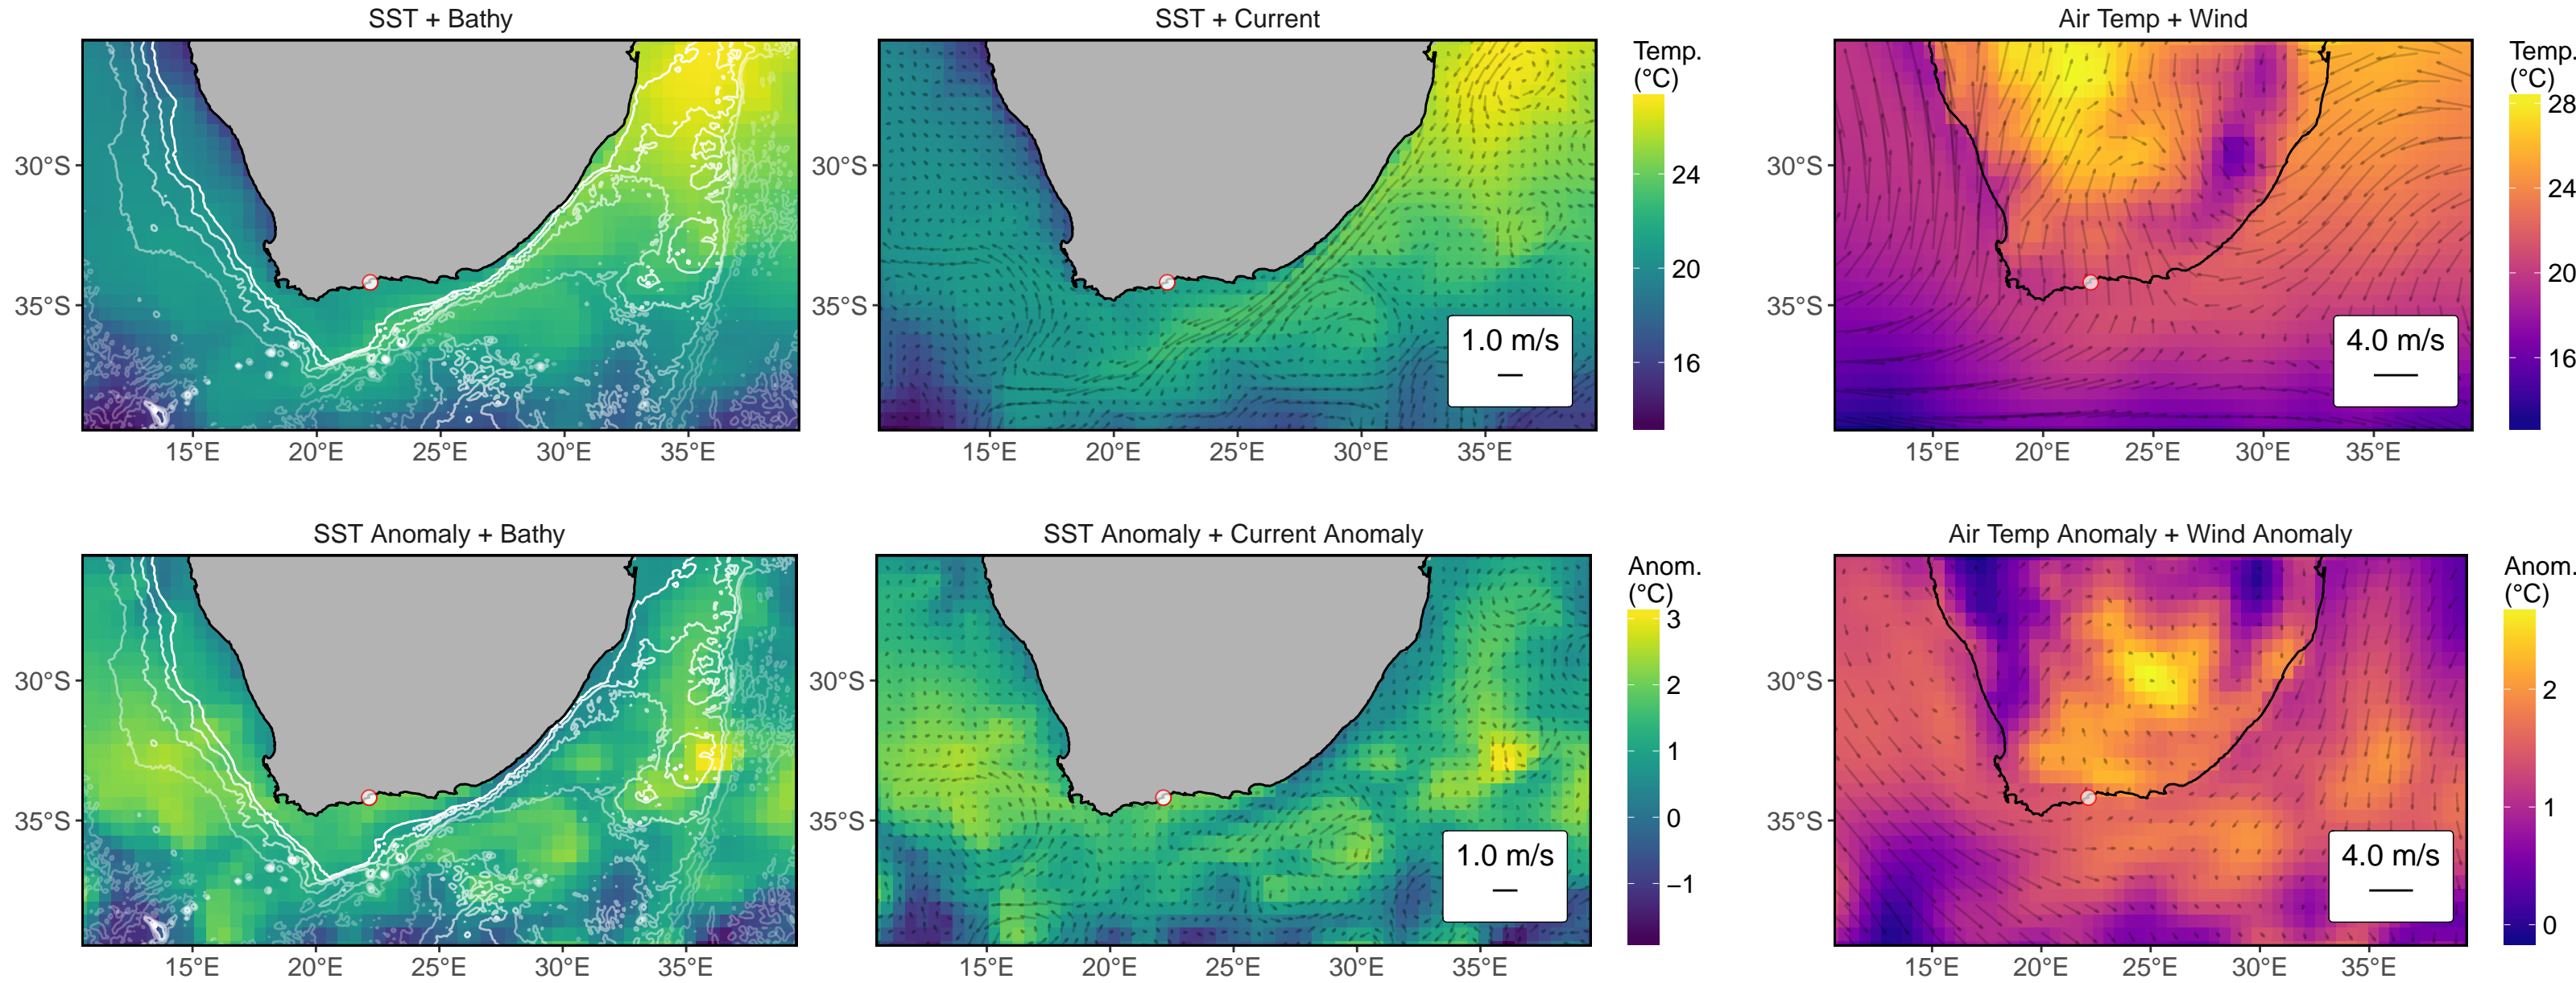 SST + Bathy
SST + Current
Air Temp + Wind
30°S
35°S
15°E
20°E
25°E
30°E
35°E
30°S
35°S
15°E
20°E
25°E
30°E
35°E
1.0 m/s
Temp.
(°C)
24
20
16
30°S
35°S
15°E
20°E
25°E
30°E
35°E
4.0 m/s
Temp.
(°C)
28
24
20
16
SST Anomaly + Bathy
SST Anomaly + Current Anomaly
Air Temp Anomaly + Wind Anomaly
30°S
35°S
15°E
20°E
25°E
30°E
35°E
30°S
35°S
15°E
20°E
25°E
30°E
35°E
1.0 m/s
Anom.
(°C)
3
2
1
0
−1
30°S
35°S
15°E
20°E
25°E
30°E
35°E
4.0 m/s
Anom.
(°C)
2
1
0